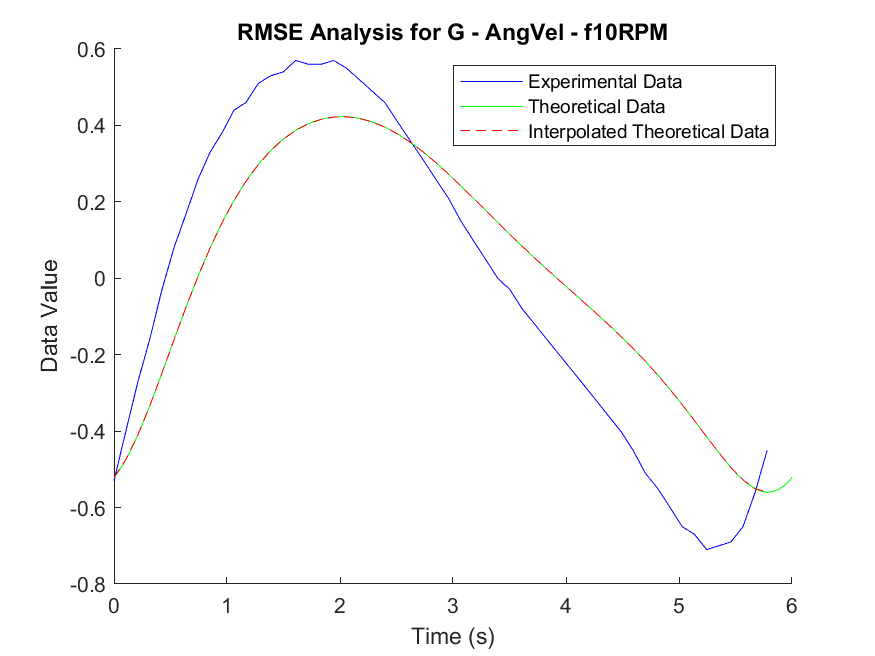 RMSE Analysis for G - AngVel - f10RPM
Experimental Data
Theoretical Data
Interpolated Theoretical Data
0.6
0.4
0.2
0
-0.2
-0.4
-0.6
-0.8
Data Value
0 1 2 3 4 5 6
Time (s)